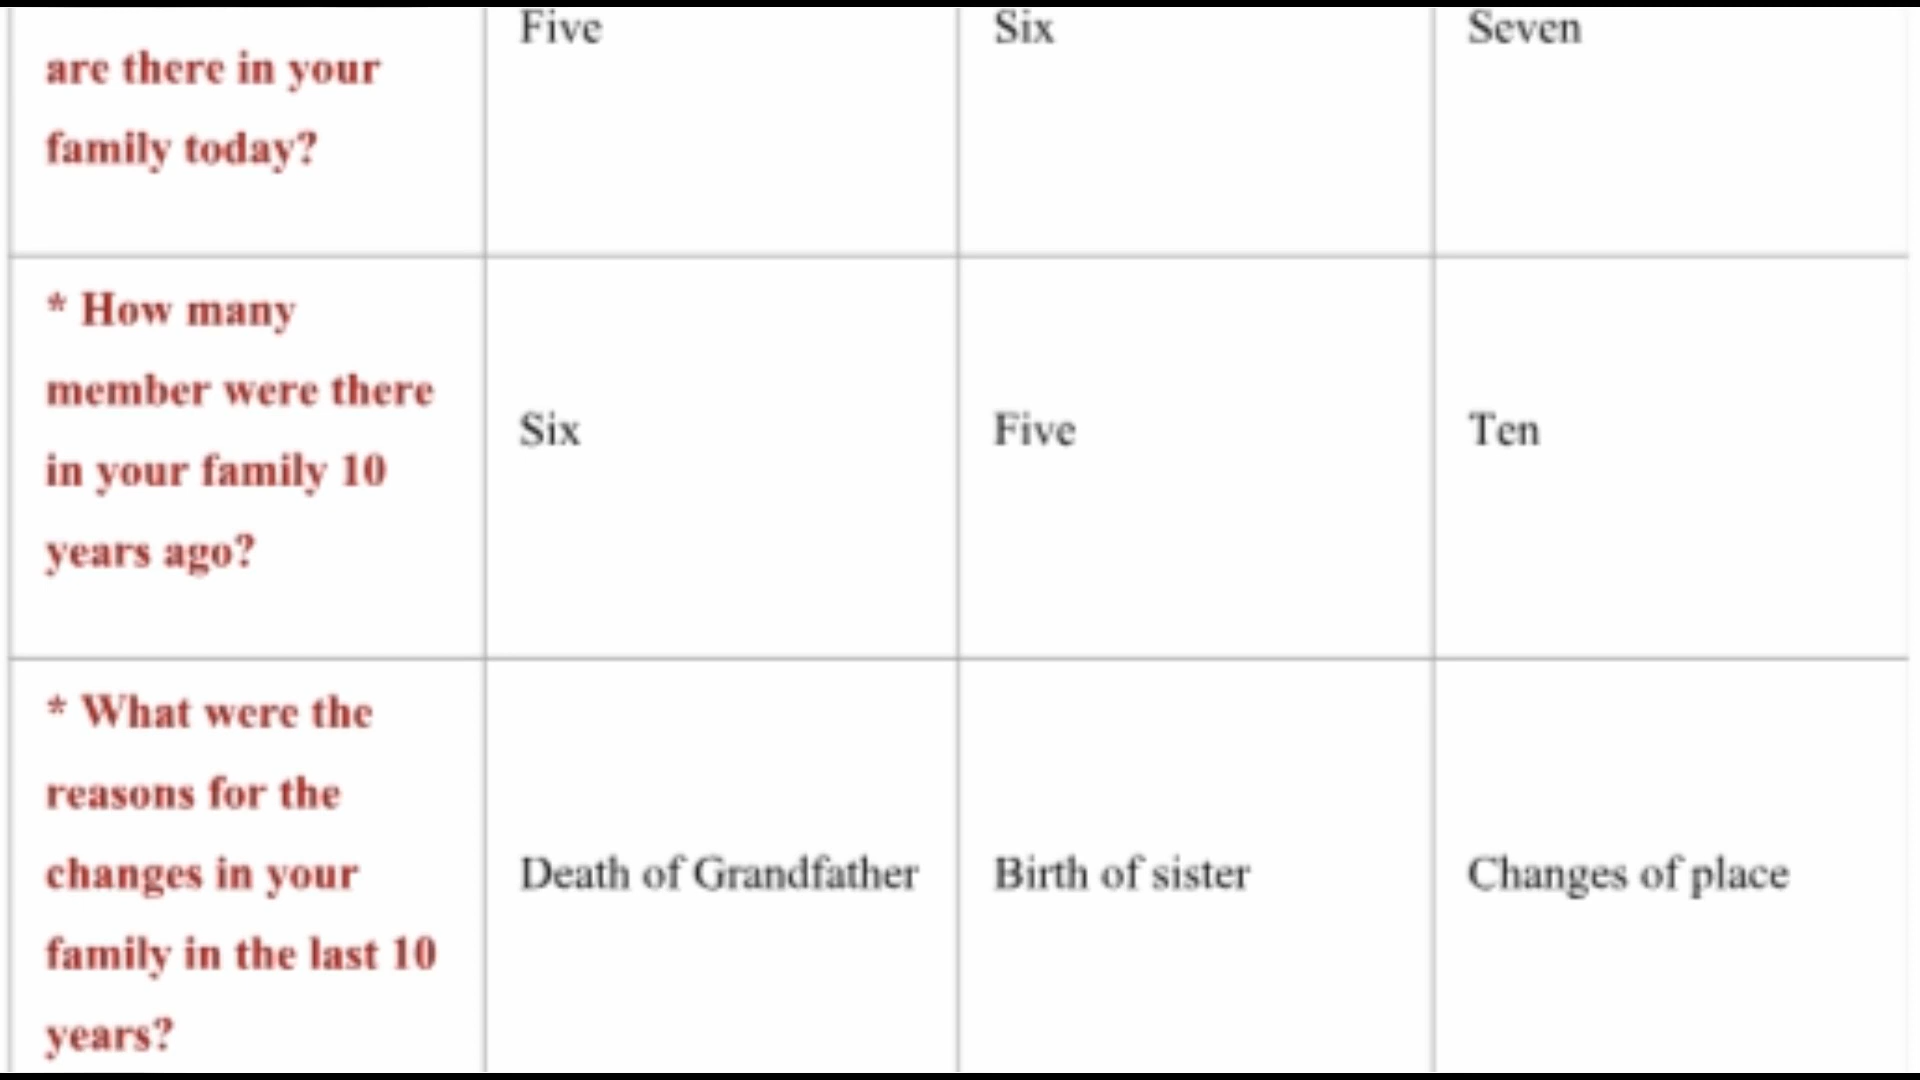 are there in your
family today?
Five
Six
Seven
* How many
member were there
in your family 10
years ago?
Six
Five
Ten
* What were the
reasons for the
changes in your
family in the last 10
years?
Death of Grandfather
Birth of sister
Changes of place